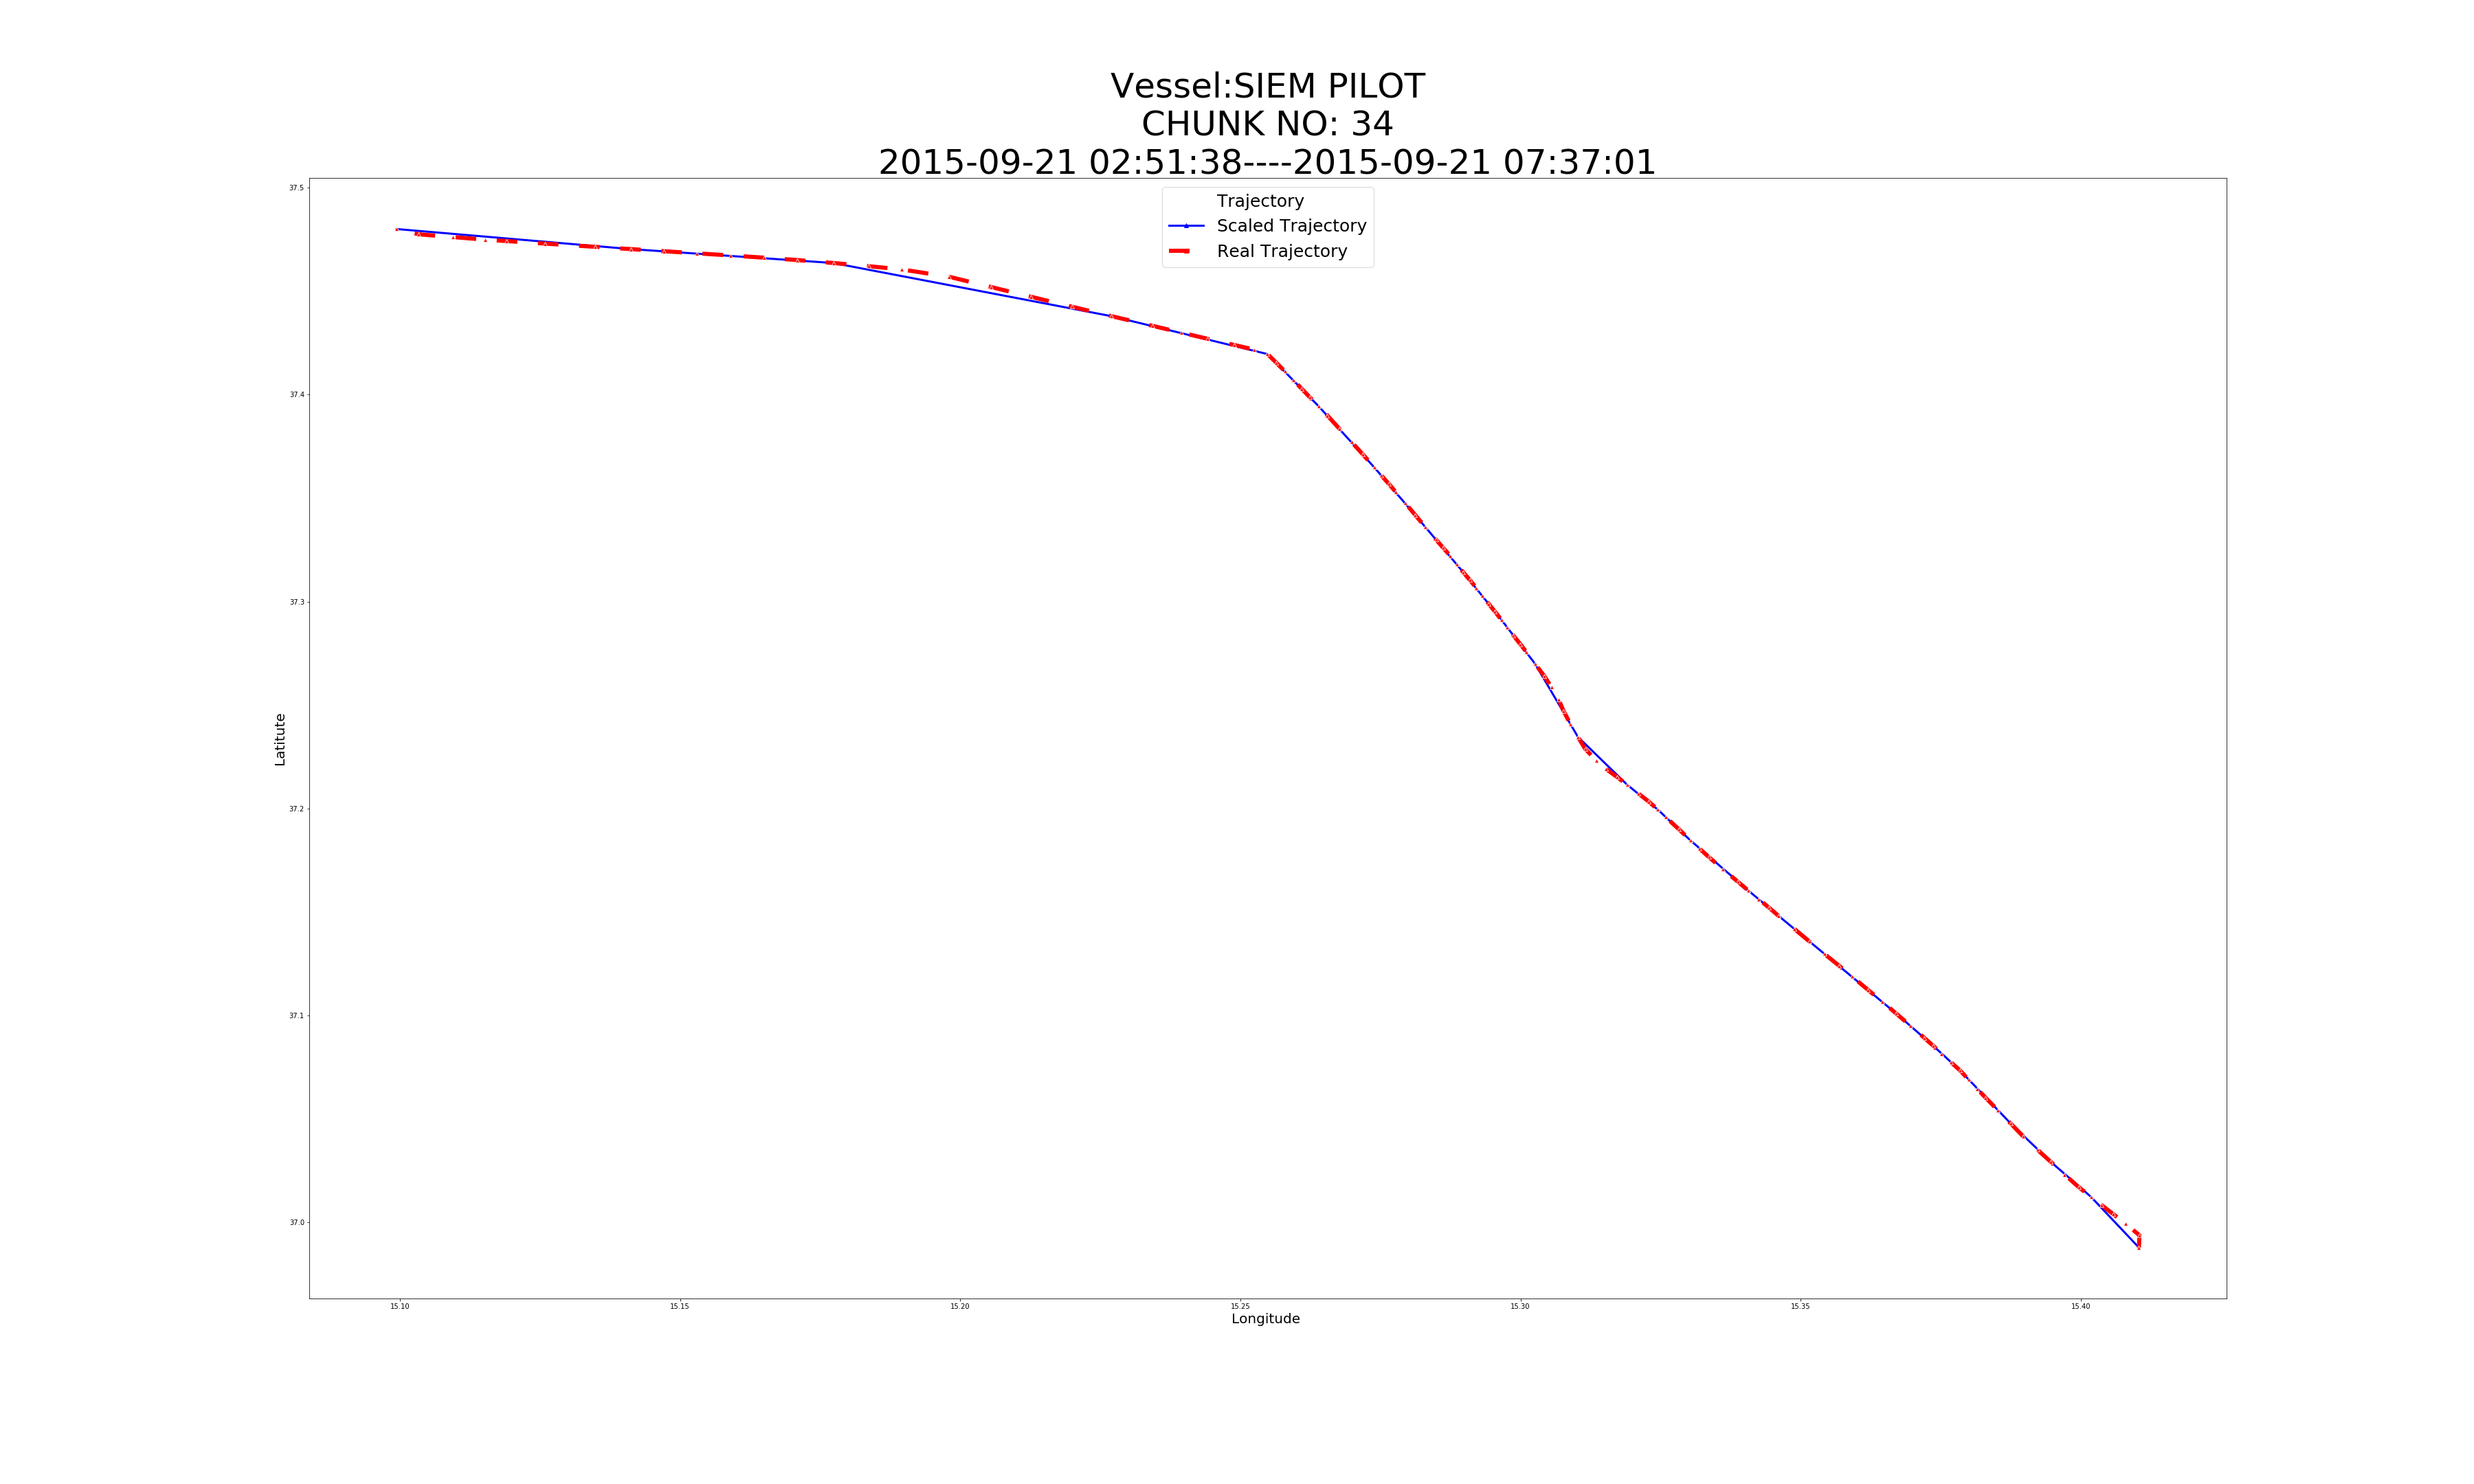 Vessel:SIEM PILOT
CHUNK NO: 34
2015-09-21 02:51:38----2015-09-21 07:37:01
Trajectory
Scaled Trajectory
Real Trajectory
37.5
37.4
37.3
37.2
37.1
37.0
Latitute
15.10 15.15 15.20 15.25 15.30 15.35 15.40
Longitude